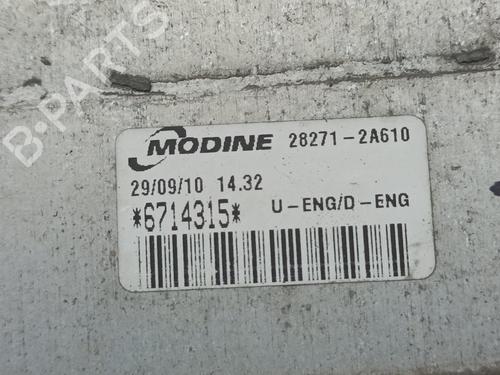 B-PARTS
MODINE 28271-2A610
29/09/10 14.32
*6714315* U-ENG/D-ENG